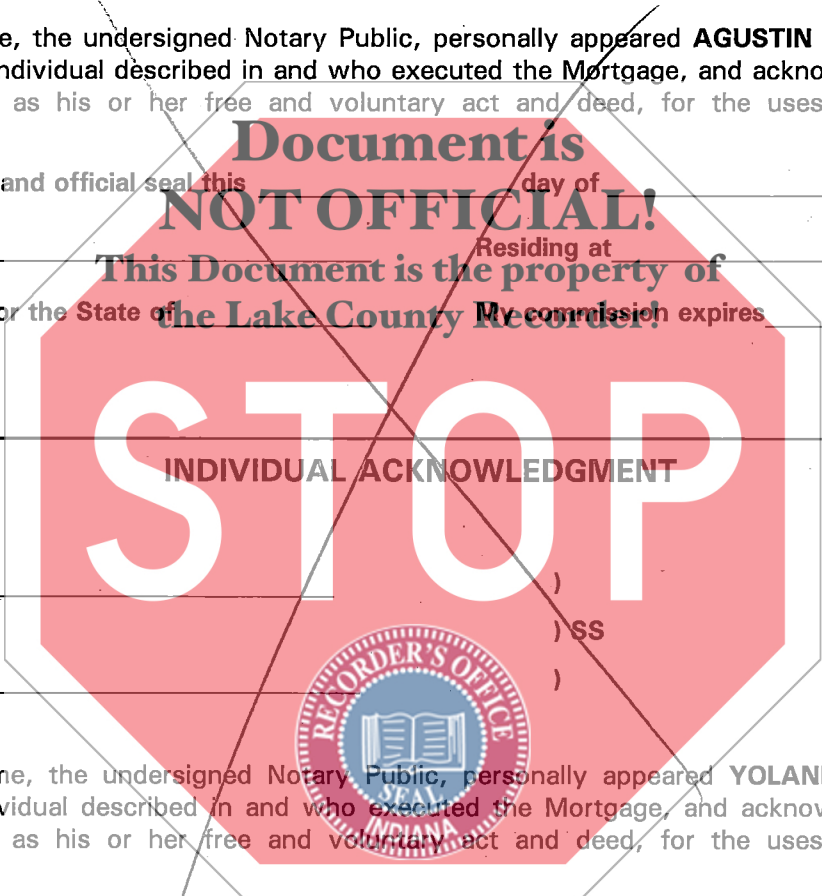 e, the undersigned Notary Public, personally appeared AGUSTIN
ndividual described in and who executed the Mortgage, and ackno
as his or her free and voluntary act and deed, for the uses
Document is
and official seal this day of
NOT OFFICIAL!
Residing at
This Document is the property of
or the State of My commission expires
the Lake County Recorder!
STOP
INDIVIDUAL ACKNOWLEDGMENT
)
) SS
)
RECORDER'S OFFICE
SEAL
INDIANA
ne, the undersigned Notary Public, personally appeared YOLAN
vidual described in and who executed the Mortgage, and acknov
as his or her free and voluntary act and deed, for the uses